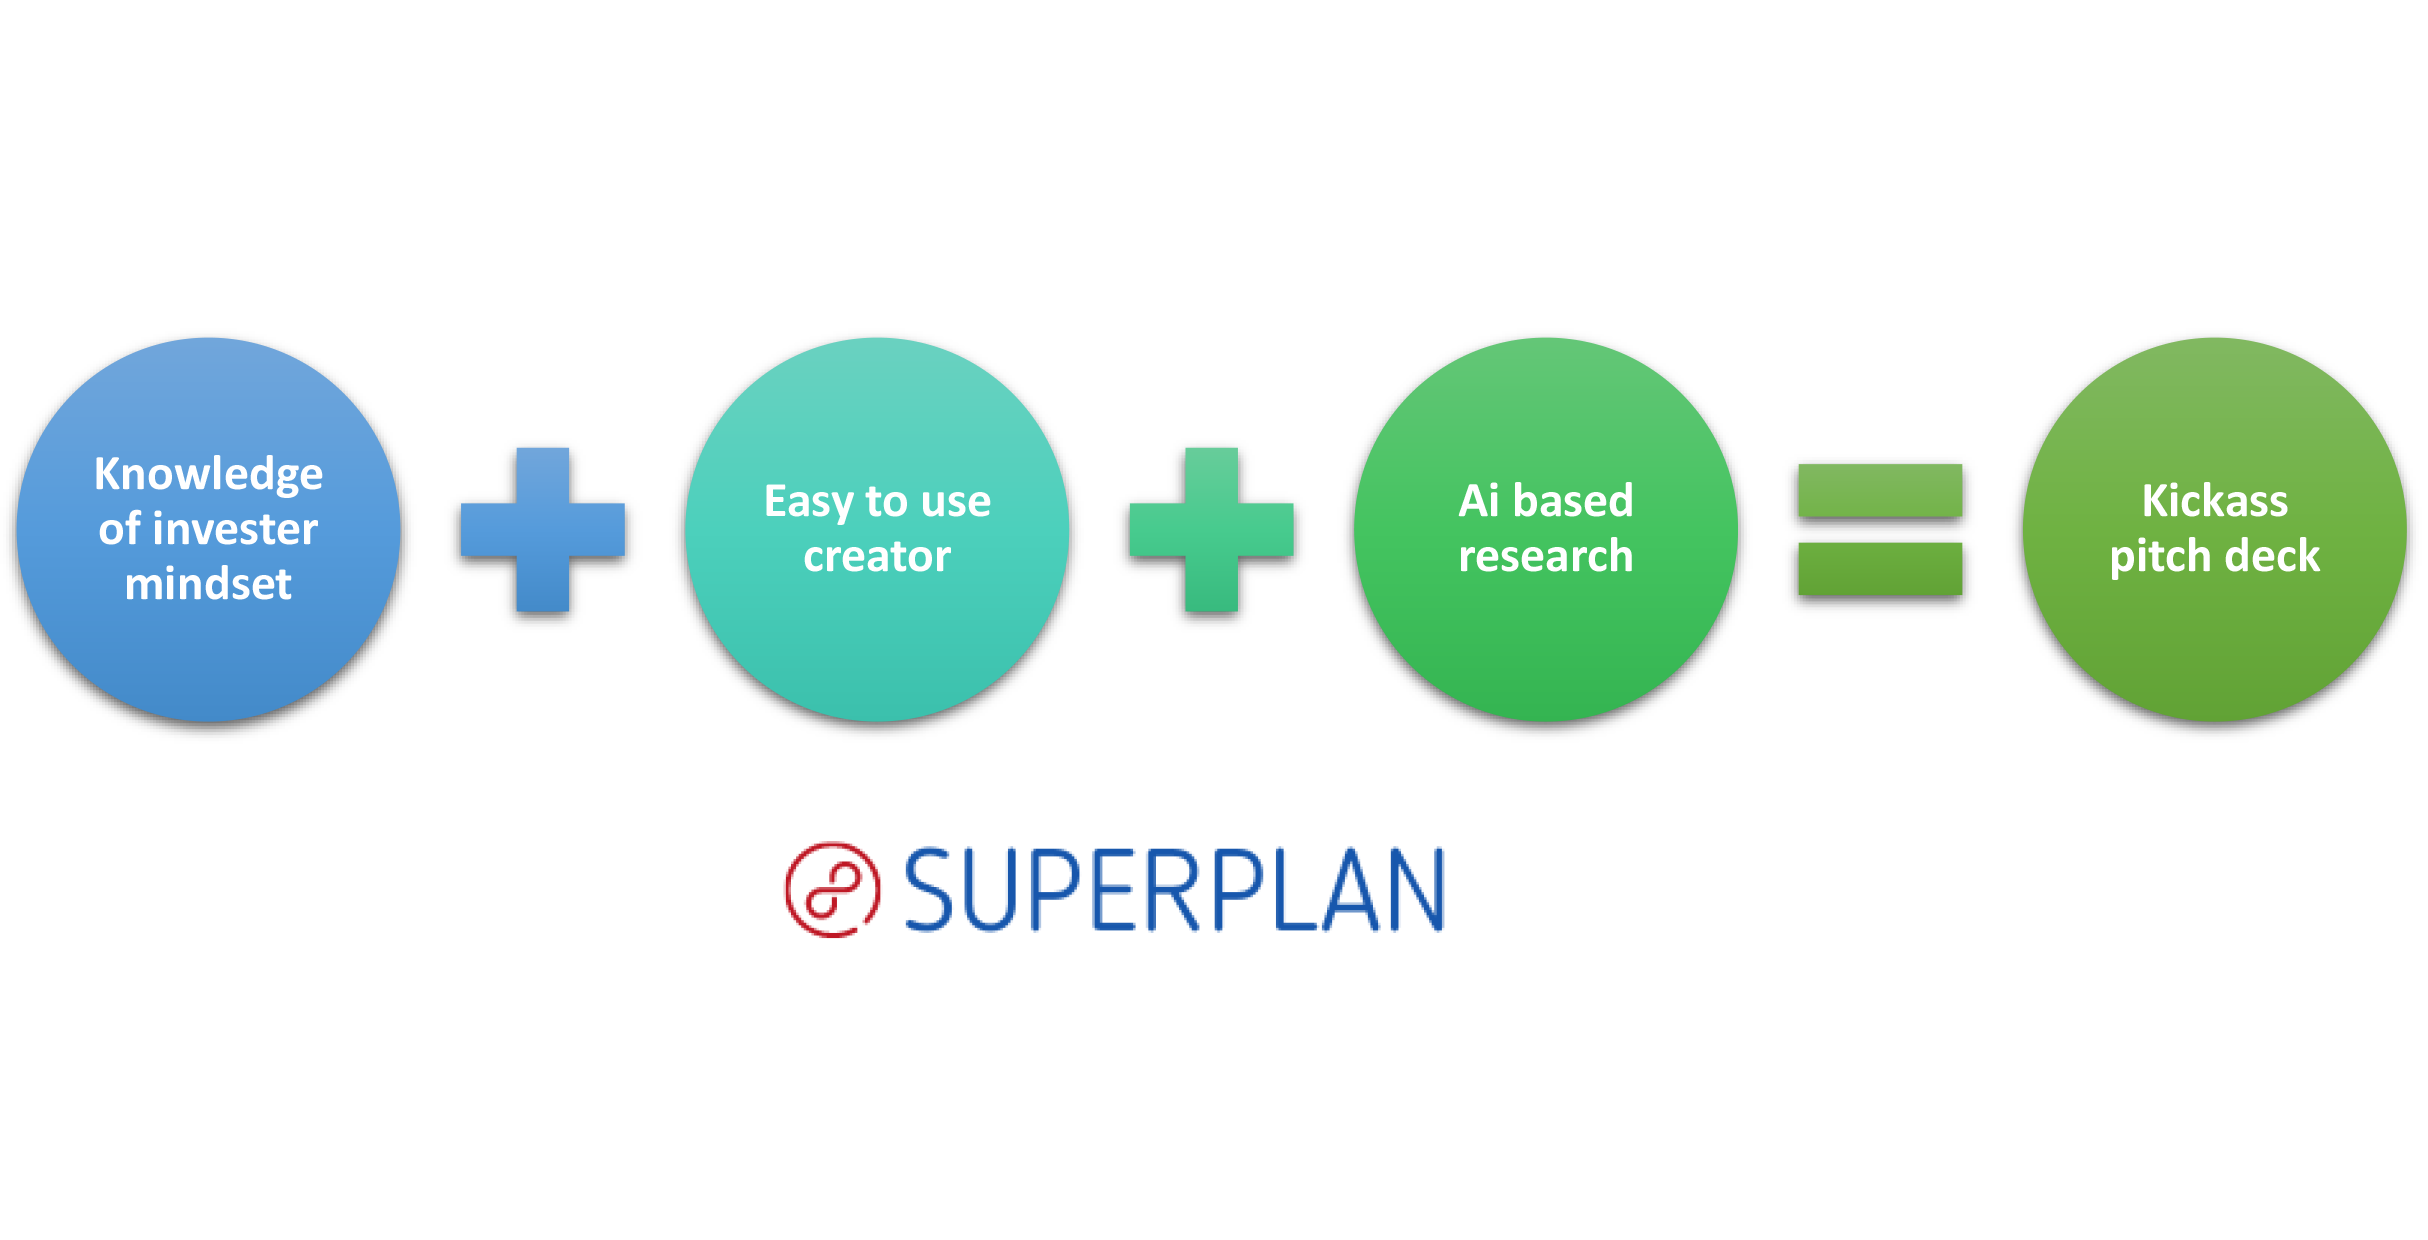 Knowledge
of invester
mindset
Easy to use
creator
Ai based
research
Kickass
pitch deck
SUPERPLAN